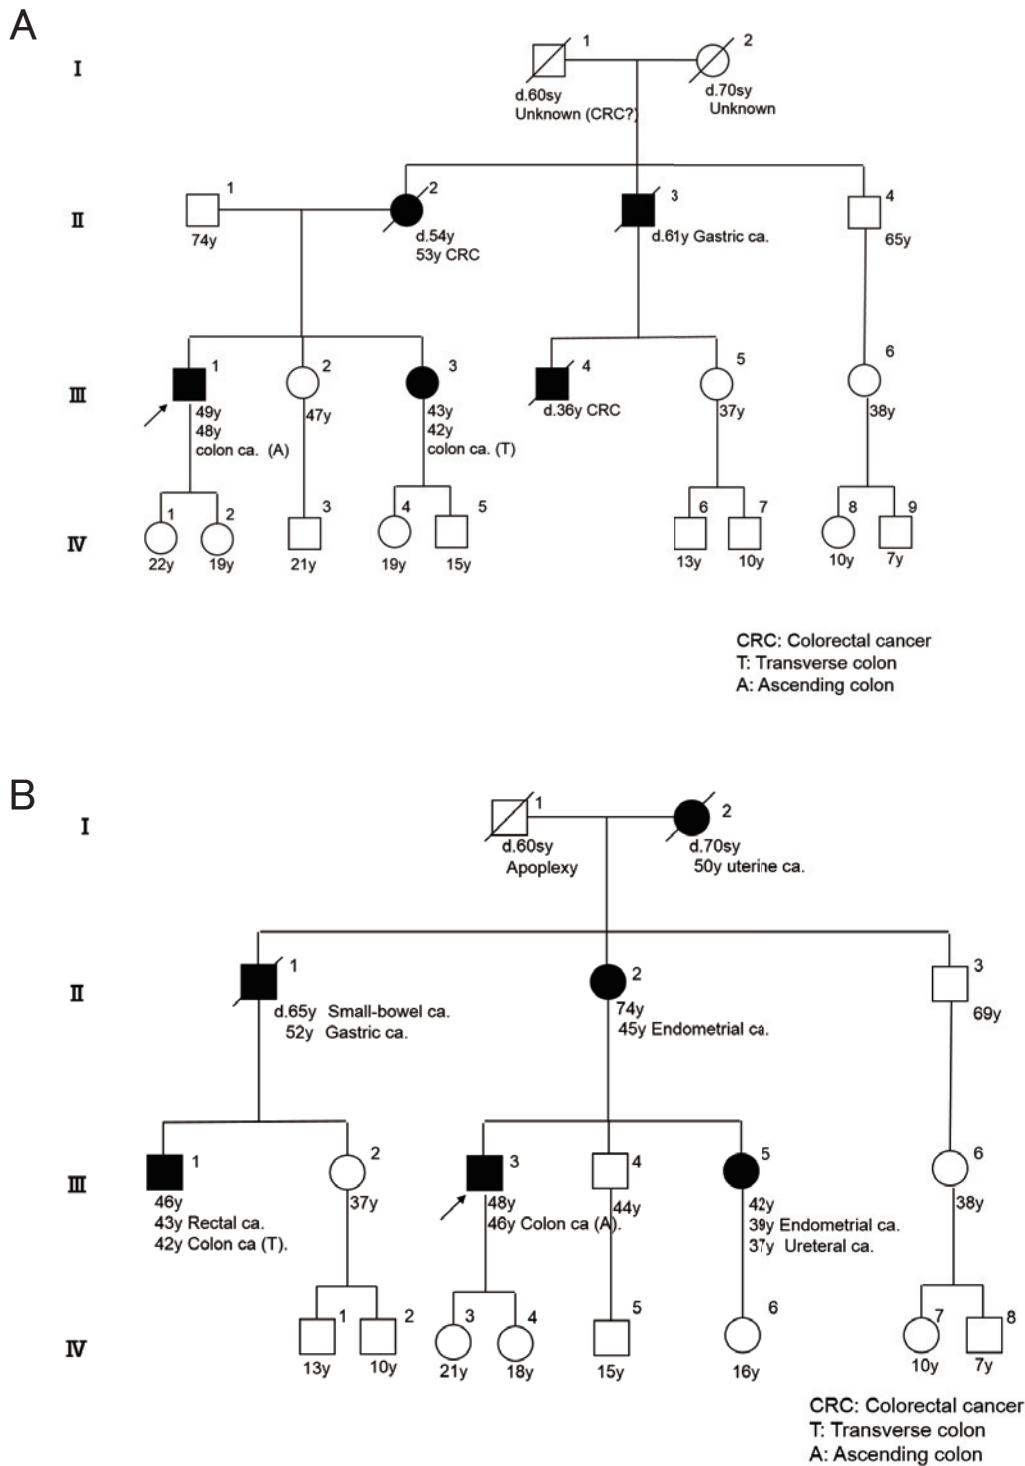 A
I
1
2
d.60sy
d.70sy
Unknown (CRC?)
Unknown
II
1
2
3
4
74y
d.54y
53y CRC
d.61y Gastric ca.
65y
III
1
2
3
4
5
6
49y
48y
colon ca. (A)
47y
43y
42y
colon ca. (T)
d.36y CRC
37y
38y
IV
1
2
3
4
5
6
7
8
9
22y
19y
21y
19y
15y
13y
10y
10y
7y
CRC: Colorectal cancer
T: Transverse colon
A: Ascending colon
B
I
1
2
d.60sy
Apoplexy
d.70sy
50y uterine ca.
II
1
2
3
d.65y Small-bowel ca.
52y Gastric ca.
74y
45y Endometrial ca.
69y
III
1
2
3
4
5
6
46y
43y Rectal ca.
42y Colon ca (T).
37y
48y
46y Colon ca (A).
44y
42y
39y Endometrial ca.
37y Ureteral ca.
38y
IV
1
2
3
4
5
6
7
8
13y
10y
21y
18y
15y
16y
10y
7y
CRC: Colorectal cancer
T: Transverse colon
A: Ascending colon